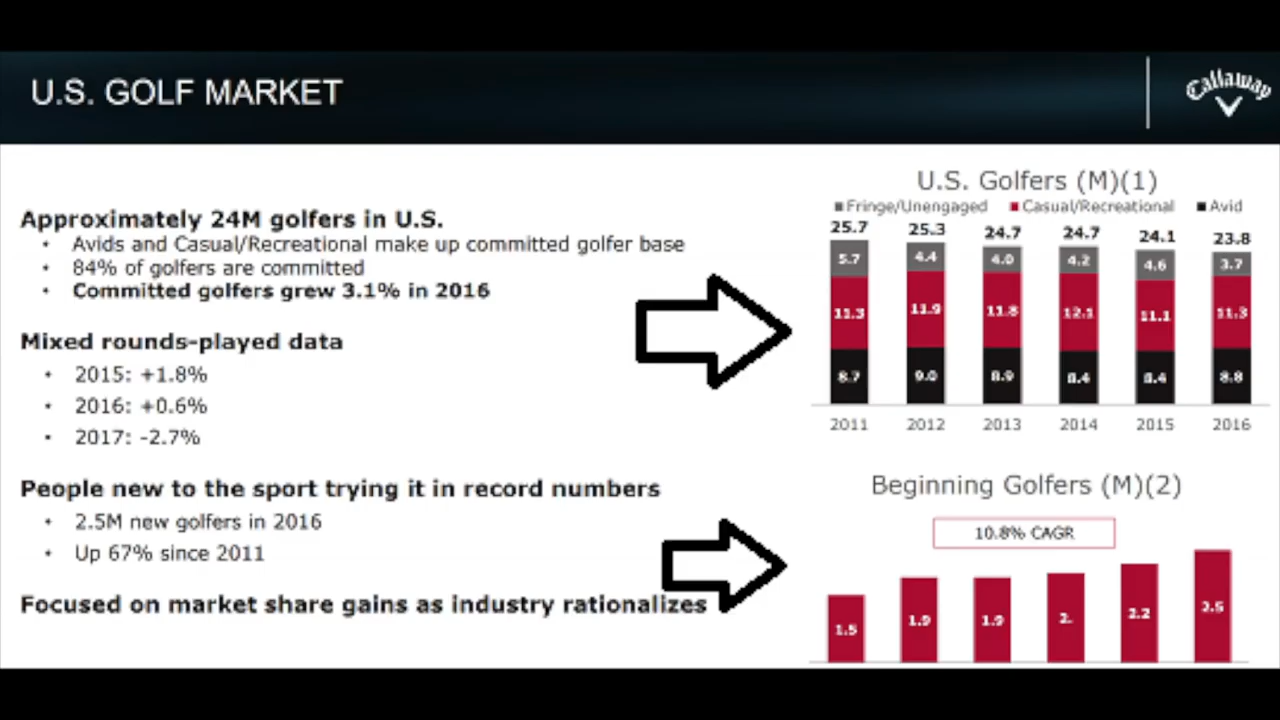 U.S. GOLF MARKET
Callaway
Approximately 24M golfers in U.S.
• Avids and Casual/Recreational make up committed golfer base
• 84% of golfers are committed
• Committed golfers grew 3.1% in 2016
Mixed rounds-played data
• 2015: +1.8%
• 2016: +0.6%
• 2017: -2.7%
People new to the sport trying it in record numbers
• 2.5M new golfers in 2016
• Up 67% since 2011
Focused on market share gains as industry rationalizes
U.S. Golfers (M)(1)
Fringe/Unengaged Casual/Recreational Avid
25.7 25.3 24.7 24.7 24.1 23.8
5.7 4.4 4.0 4.2 4.6 3.7
11.3 11.9 11.8 12.1 11.1 11.3
8.7 9.0 8.9 8.4 8.4 8.8
2011 2012 2013 2014 2015 2016
Beginning Golfers (M)(2)
10.8% CAGR
1.5 1.9 1.9 2. 2.2 2.5